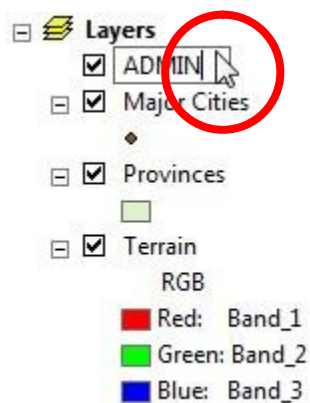 Layers
ADMIN
Major Cities
Provinces
Terrain
RGB
Red: Band_1
Green: Band_2
Blue: Band_3